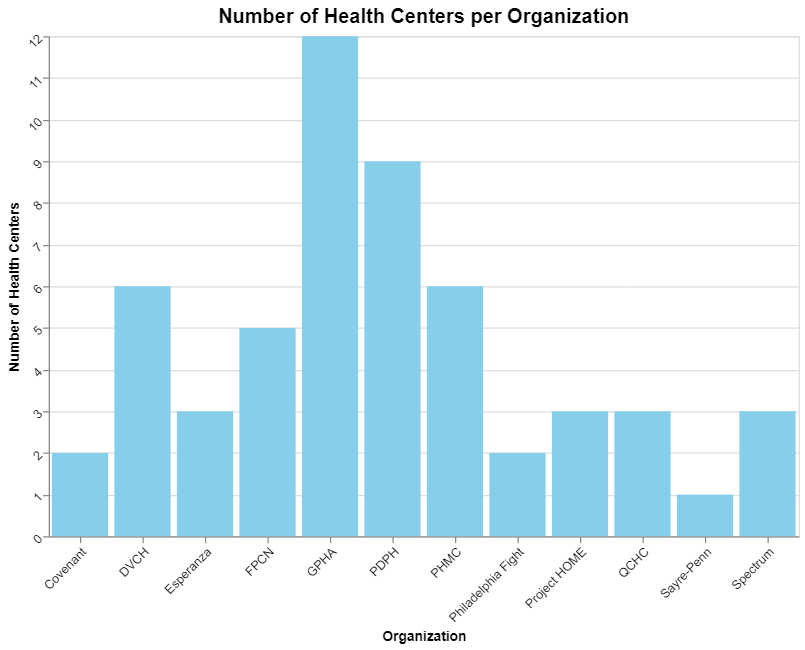 Number of Health Centers per Organization
12
11
10
9
8
7
6
5
4
3
2
1
0
Number of Health Centers
Covenant
DVCH
Esperanza
FPCN
GPHA
PDPH
PHMC
Philadelphia Fight
Project HOME
QCHC
Sayre-Penn
Spectrum
Organization